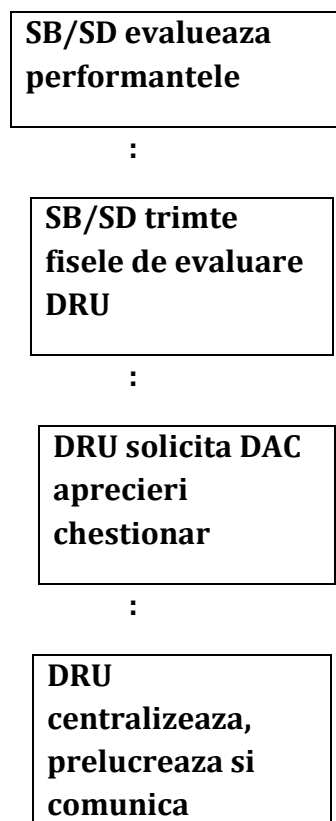 SB/SD evalueaza
performantele
:
SB/SD trimte
fisele de evaluare
DRU
:
DRU solicita DAC
aprecieri
chestionar
:
DRU
centralizeaza,
prelucreaza si
comunica